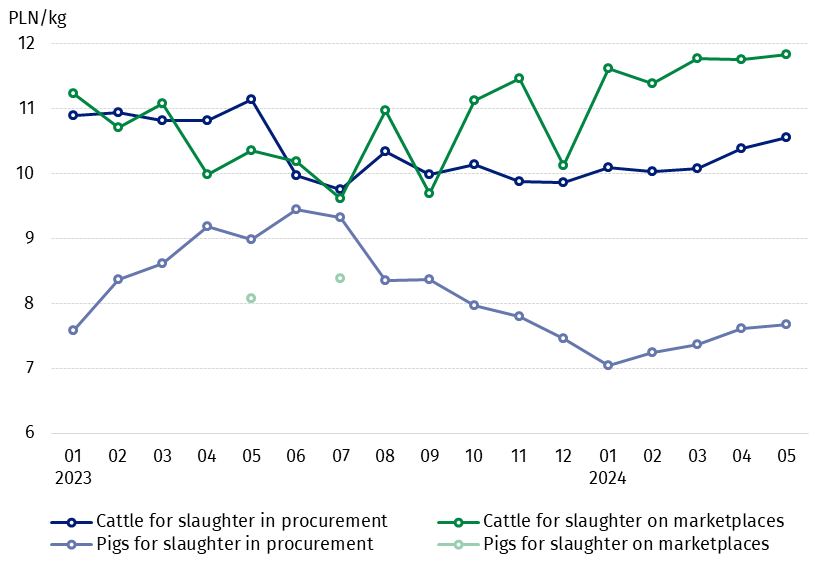 PLN/kg
12
11
10
9
8
7
6
01 02 03 04 05 06 07 08 09 10 11 12 01 02 03 04 05
2023 2024
Cattle for slaughter in procurement Cattle for slaughter on marketplaces
Pigs for slaughter in procurement Pigs for slaughter on marketplaces